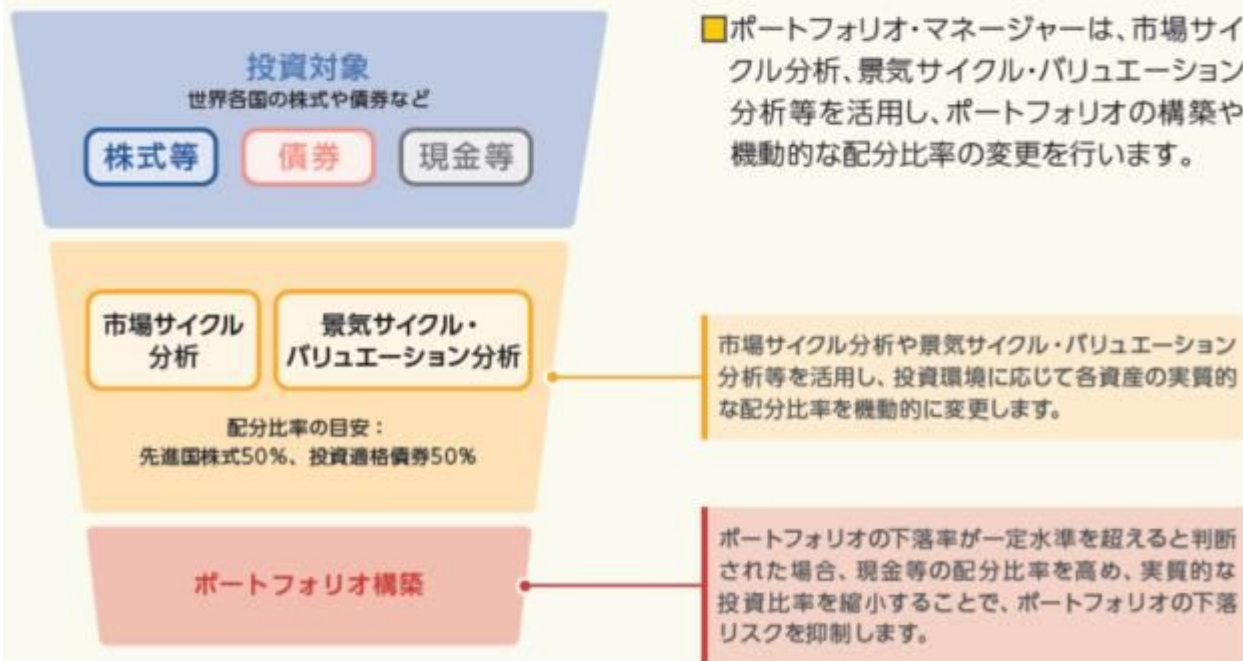 投資対象
世界各国の株式や債券など
株式等
債券
現金等
市場サイクル
分析
景気サイクル・
バリュエーション分析
配分比率の目安：
先進国株式50%、投資適格債券50%
ポートフォリオ構築
■ポートフォリオ・マネージャーは、市場サイ
クル分析、景気サイクル・バリュエーション
分析等を活用し、ポートフォリオの構築や
機動的な配分比率の変更を行います。
市場サイクル分析や景気サイクル・バリュエーション
分析等を活用し、投資環境に応じて各資産の実質的
な配分比率を機動的に変更します。
ポートフォリオの下落率が一定水準を超えると判断
された場合、現金等の配分比率を高め、実質的な
投資比率を縮小することで、ポートフォリオの下落
リスクを抑制します。